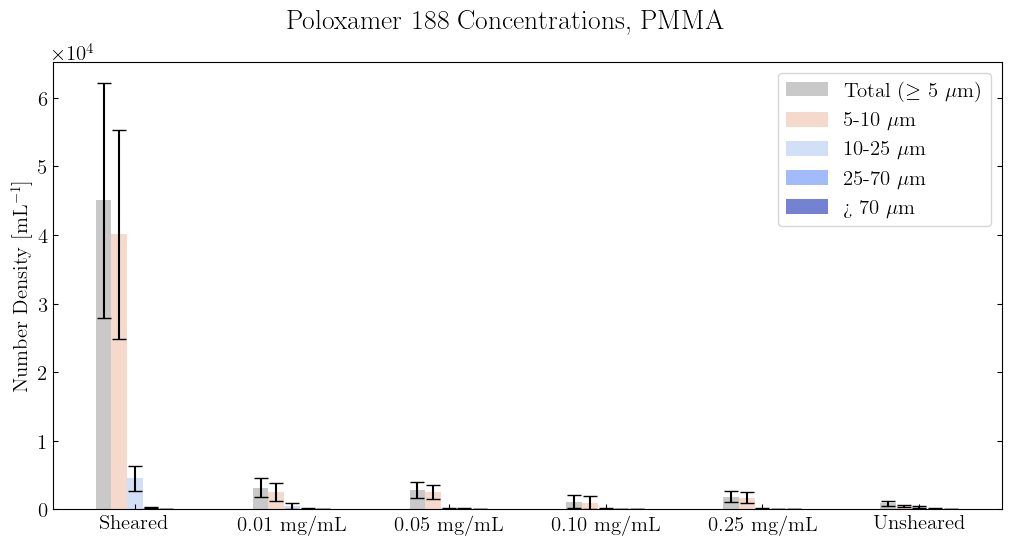 Poloxamer 188 Concentrations, PMMA
×10⁴
Number Density [mL⁻¹]
6
5
4
3
2
1
0
Total (≥ 5 μm)
5-10 μm
10-25 μm
25-70 μm
> 70 μm
Sheared
0.01 mg/mL
0.05 mg/mL
0.10 mg/mL
0.25 mg/mL
Unsheared